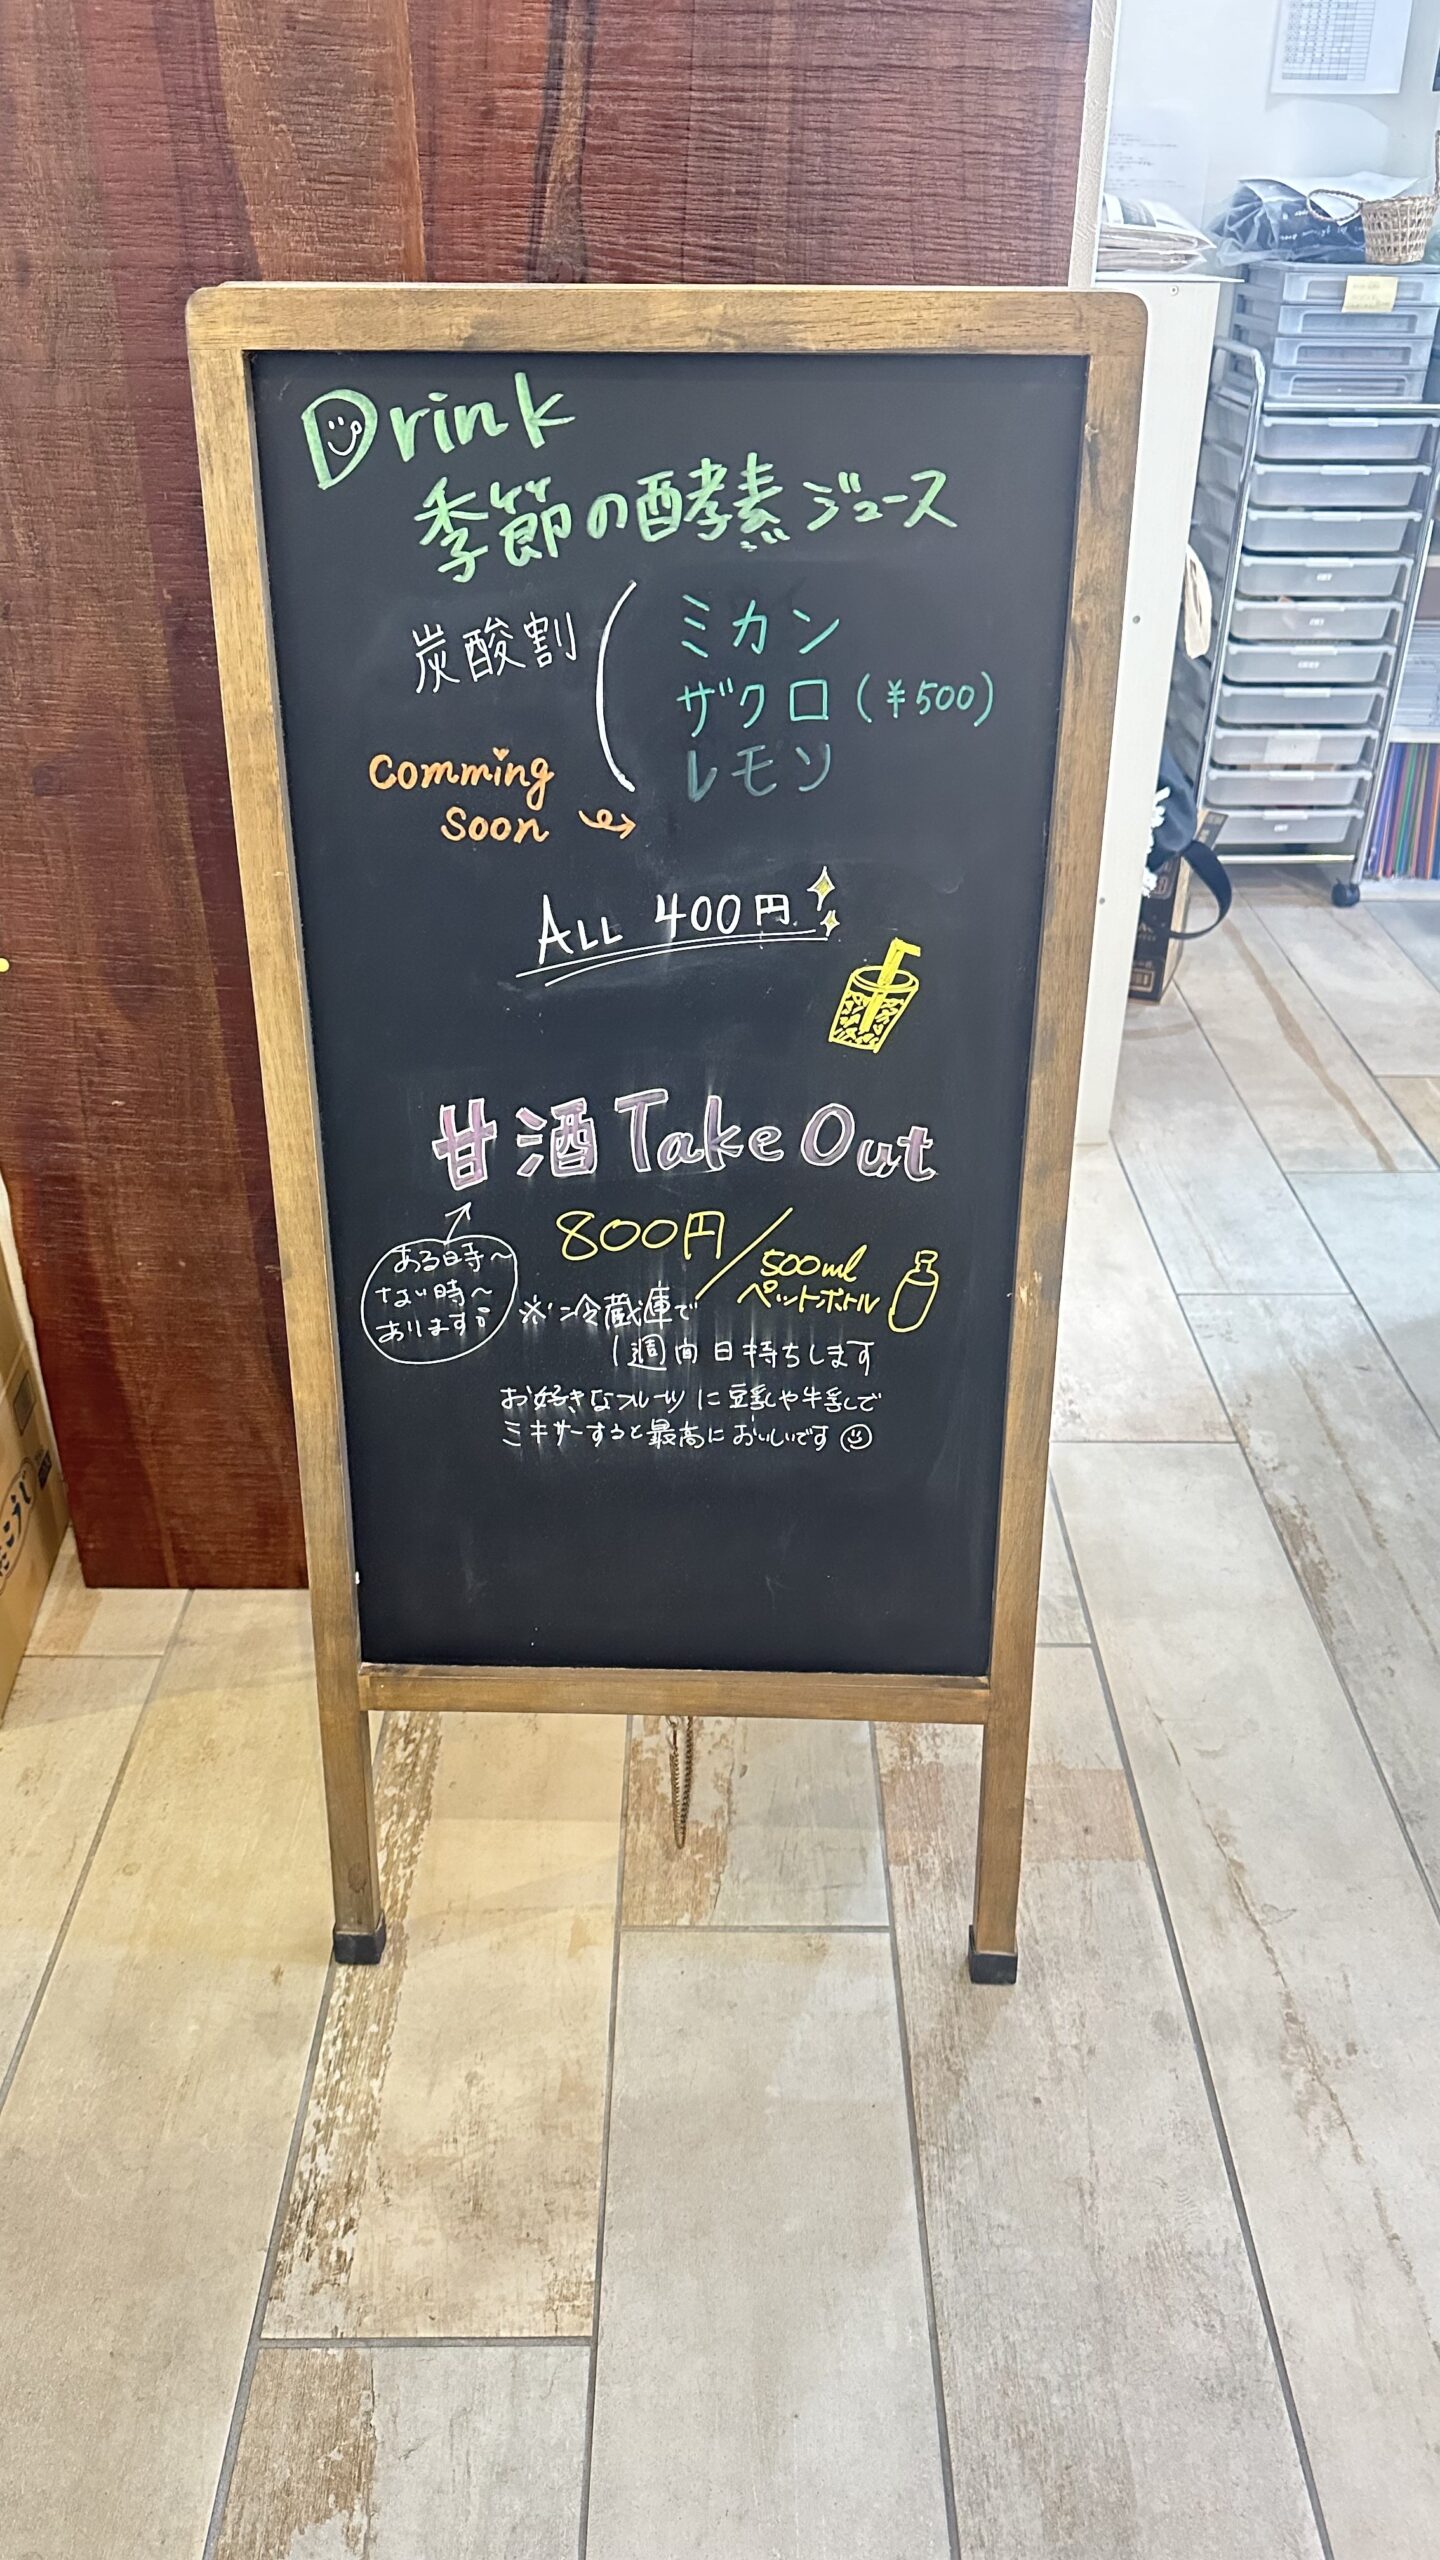 Drink
季節の酵素ジュース
炭酸割
ミカン
ザクロ(¥500)
レモン
Comming
Soon
ALL 400円
甘酒 Take Out
800円/500ml
ペットボトル
ある時〜
ない時〜
あります
※冷蔵庫で
1週間日持ちします
お好きなフルーツに豆乳や牛乳で
ミキサーすると最高においしいです